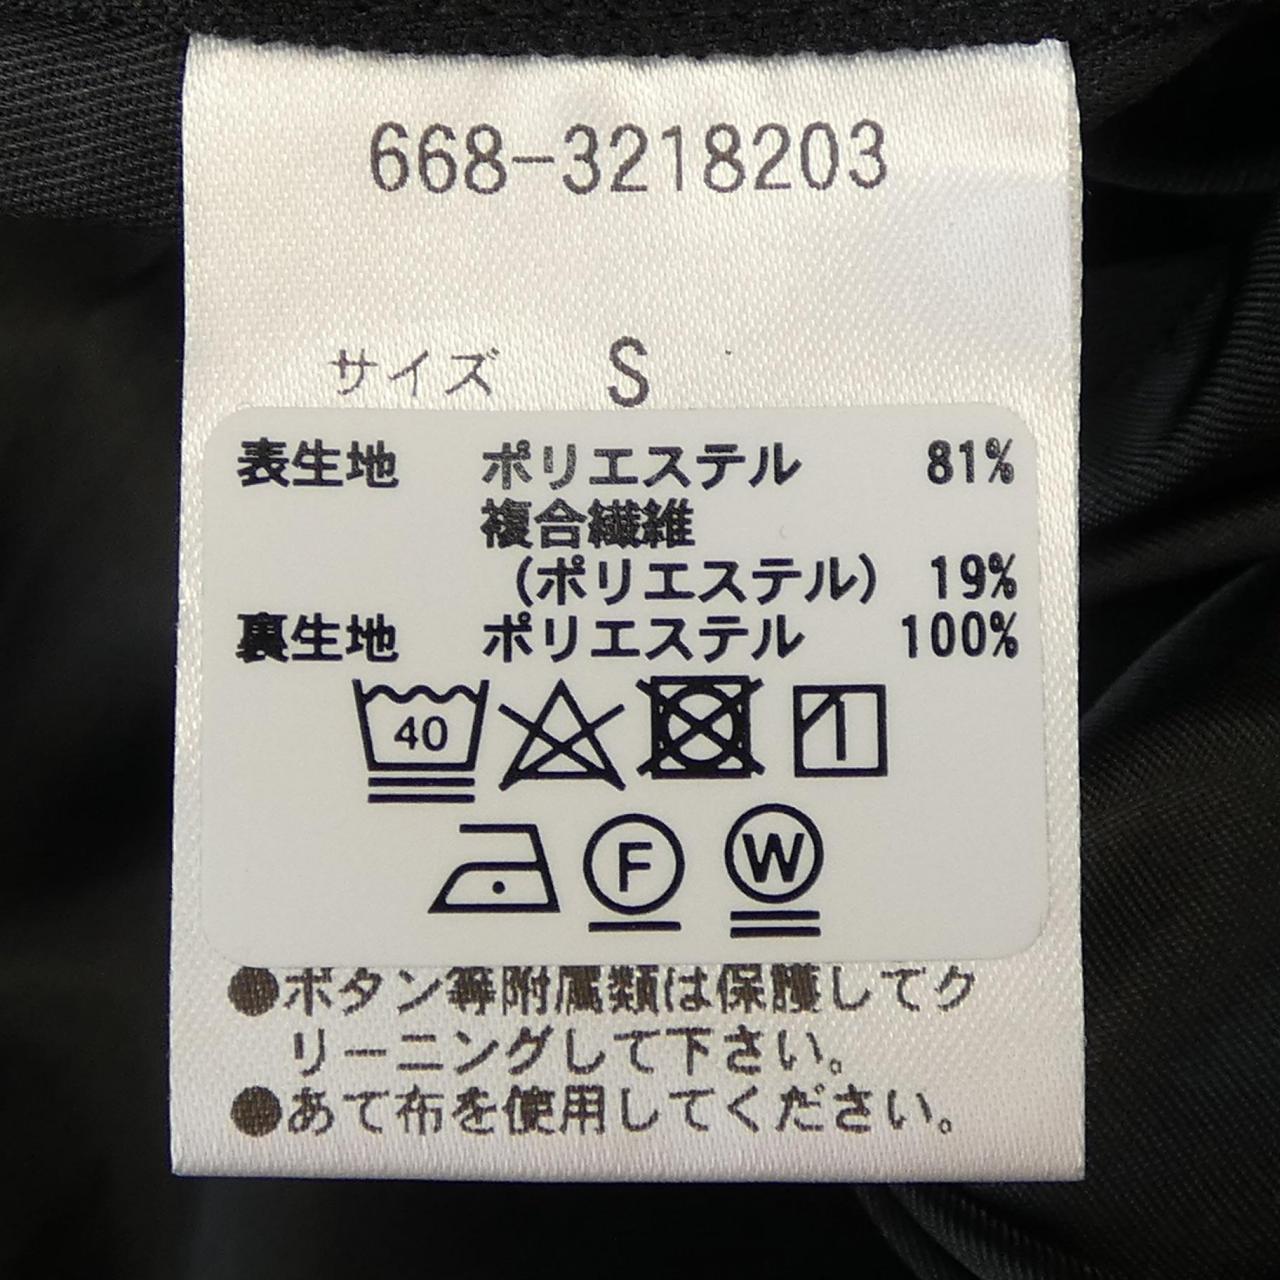 668-3218203
サイズ S
表生地 ポリエステル 81%
複合繊維
(ポリエステル) 19%
裏生地 ポリエステル 100%
40
F W
●ボタン等附属類は保護してク
リーニングして下さい。
●あて布を使用してください。